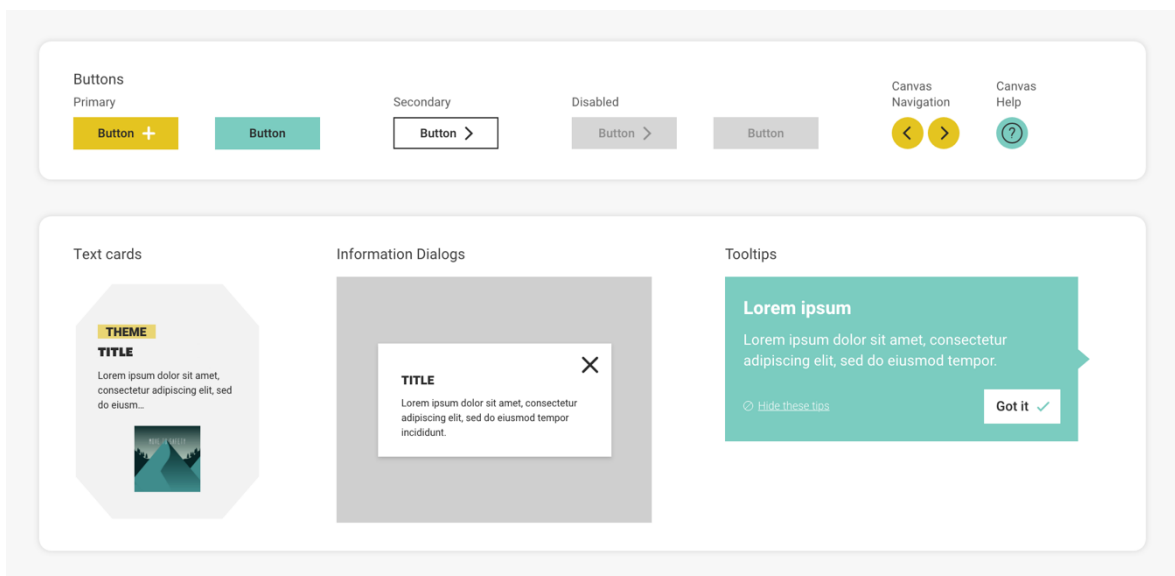 Buttons
Primary
Secondary
Disabled
Canvas
Navigation
Canvas
Help
Button
Button
Button
Button
Button
?
Text cards
Information Dialogs
Tooltips
THEME
TITLE
Lorem ipsum dolor sit amet,
consectetur adipiscing elit, sed
do eiusm...
TITLE
Lorem ipsum dolor sit amet, consectetur
adipiscing elit, sed do eiusmod tempor
incididunt.
Lorem ipsum
Lorem ipsum dolor sit amet, consectetur
adipiscing elit, sed do eiusmod tempor.
Hide these tips
Got it